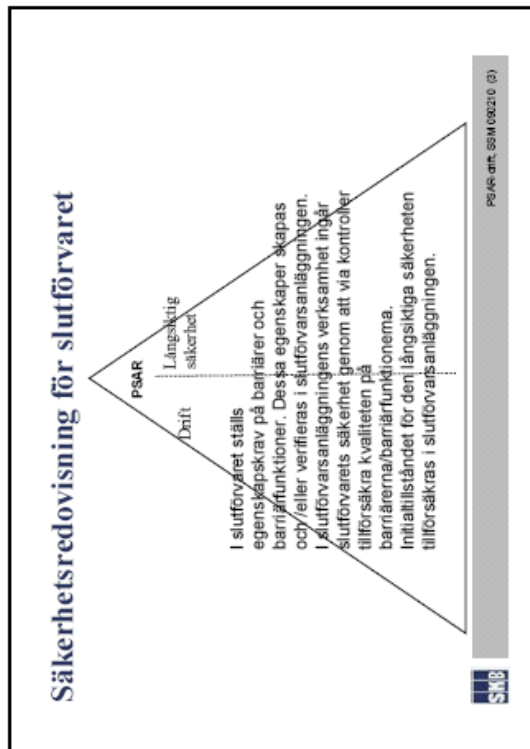 Säkerhetsredovisning för slutförvaret
PSAR
Drift
Långsiktig
säkerhet
I slutförvaret ställs
egenskapskrav på barriärer och
barriärfunktioner. Dessa egenskaper skapas
och/eller verifieras i slutförvarsanläggningen.
I slutförvarsanläggningens verksamhet ingår
slutförvarets säkerhet genom att via kontroller
tillförsäkra kvaliteten på
barriärerna/barriärfunktionerna.
Initialtillståndet för den långsiktiga säkerheten
tillförsäkras i slutförvarsanläggningen.
SKB
PSAR-drift, SSM 090210 (3)